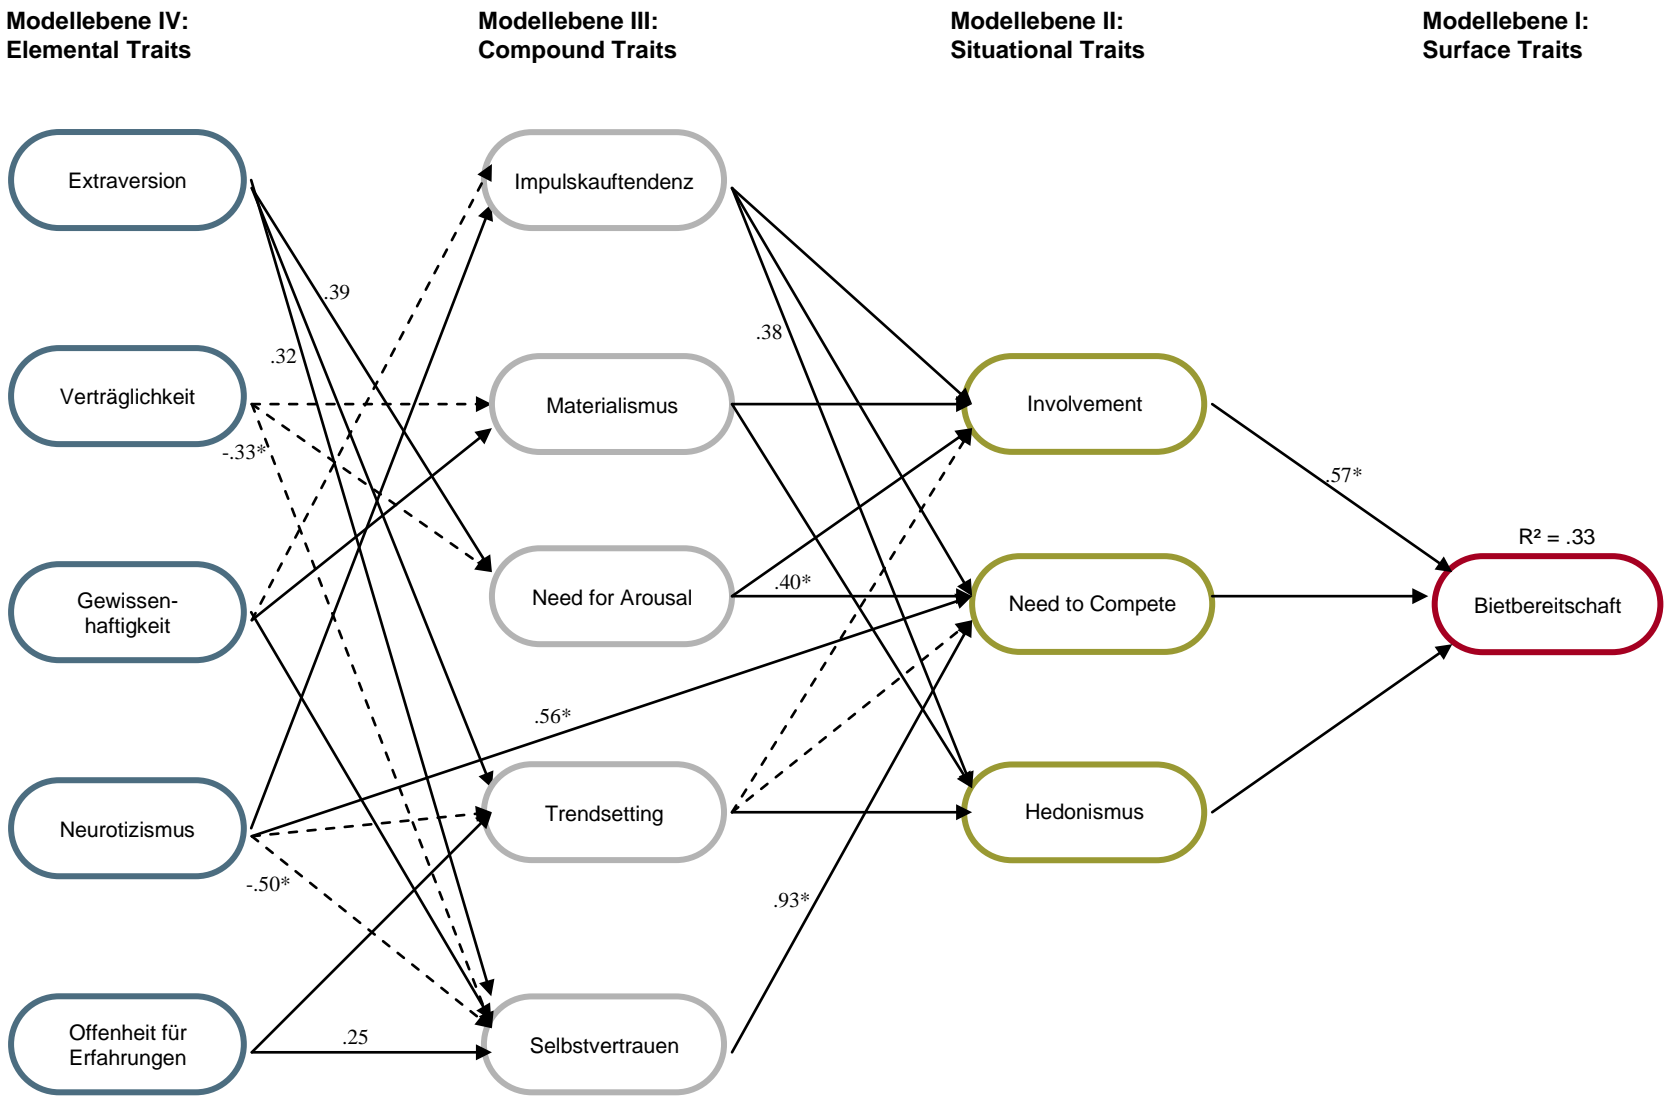 Modellebene IV:
Elemental Traits
Modellebene III:
Compound Traits
Modellebene II:
Situational Traits
Modellebene I:
Surface Traits
Extraversion
Impulskauftendenz
.39
.38
.32
Verträglichkeit
Materialismus
Involvement
-.33*
.57*
R² = .33
Gewissen-
haftigkeit
Need for Arousal
.40*
Need to Compete
Bietbereitschaft
.56*
Neurotizismus
Trendsetting
Hedonismus
-.50*
.93*
Offenheit für
Erfahrungen
.25
Selbstvertrauen